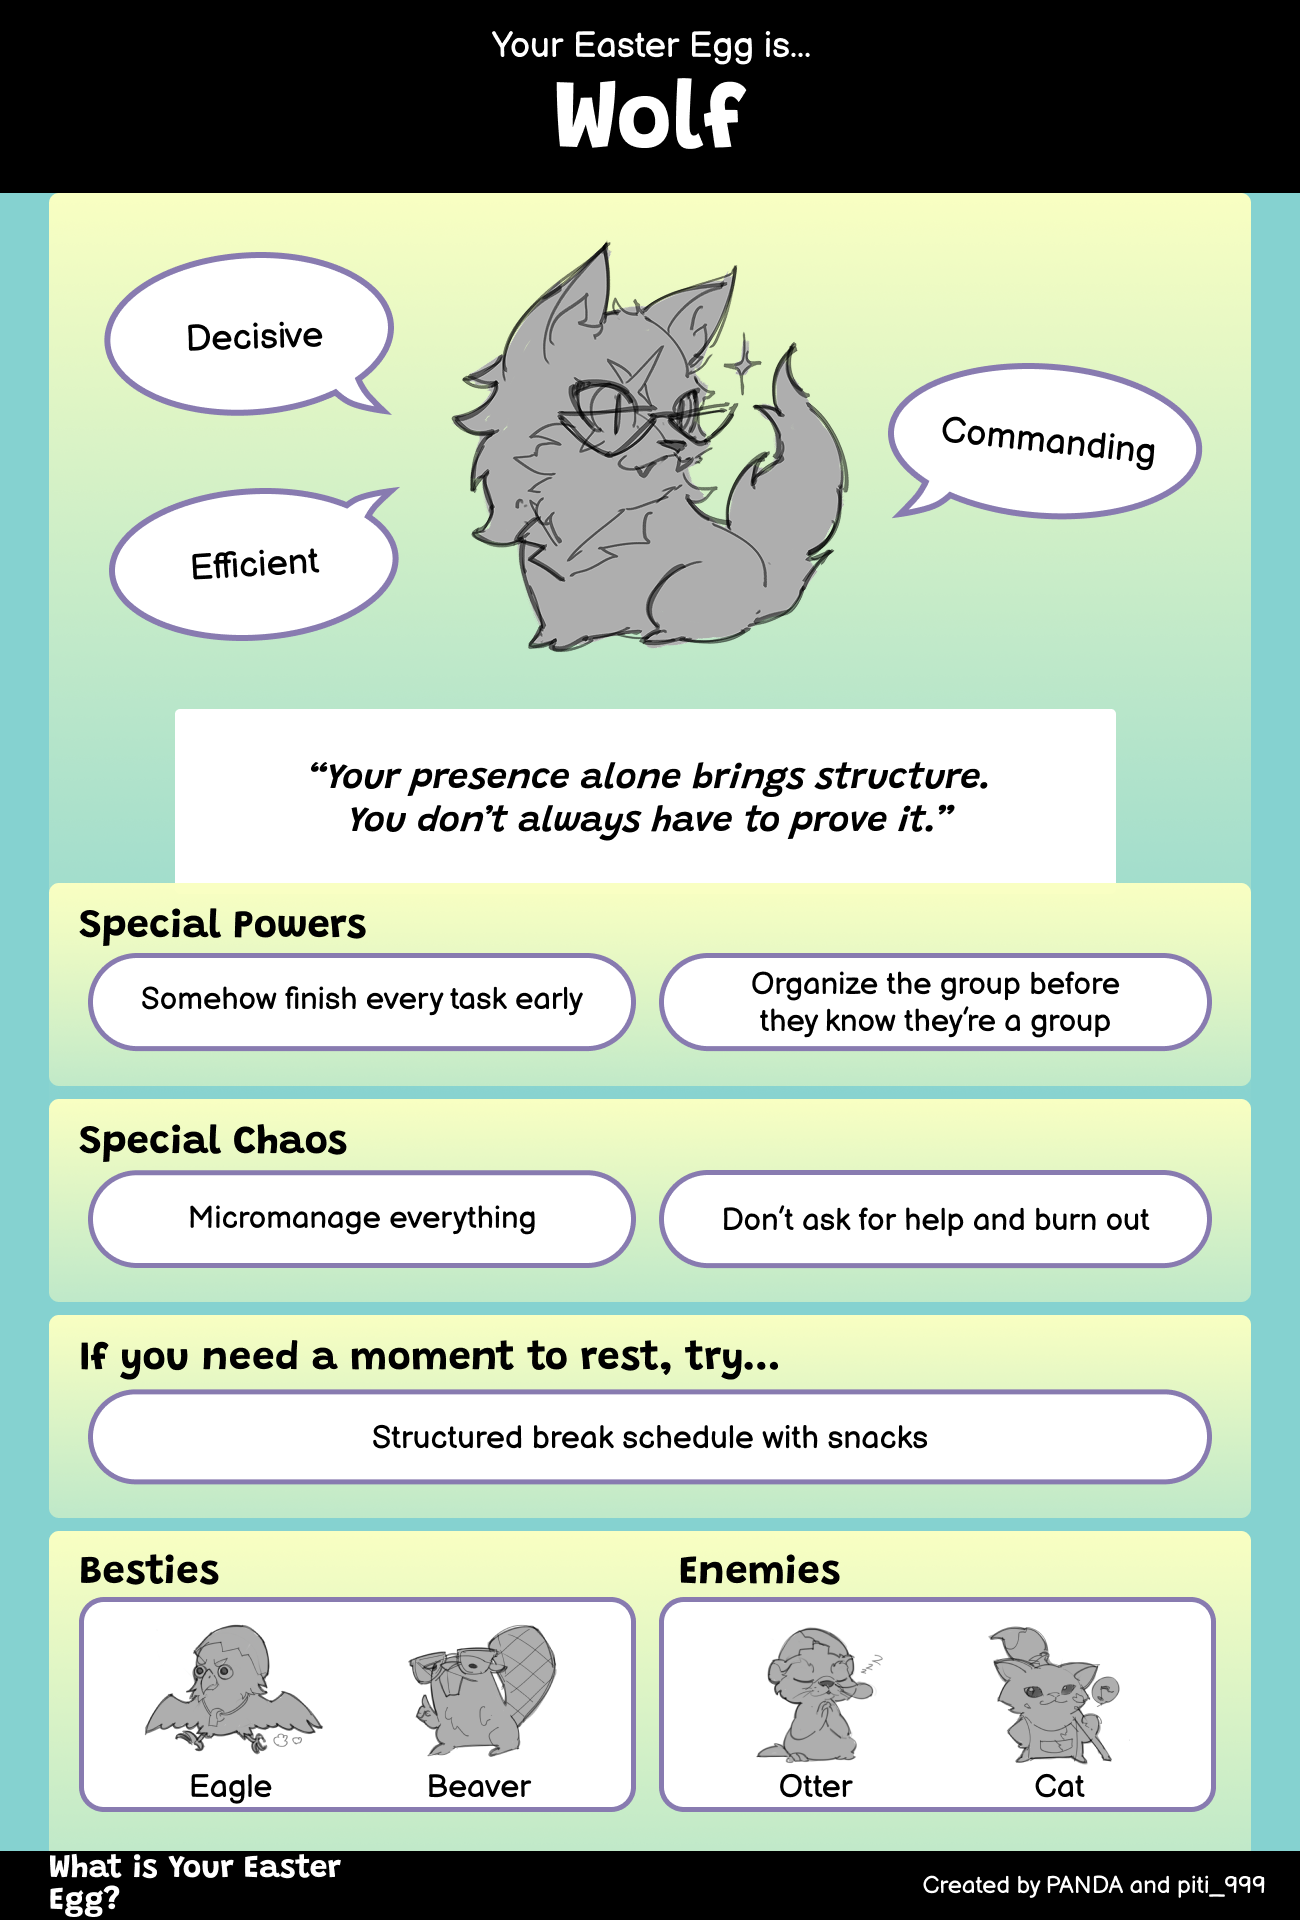 Your Easter Egg is...
Wolf
Decisive
Commanding
Efficient
“Your presence alone brings structure.
You don’t always have to prove it.”
Special Powers
Somehow finish every task early
Organize the group before
they know they’re a group
Special Chaos
Micromanage everything
Don’t ask for help and burn out
If you need a moment to rest, try...
Structured break schedule with snacks
Besties
Enemies
zzz
Eagle
Beaver
Otter
Cat
What is Your Easter
Egg?
Created by PANDA and piti_999